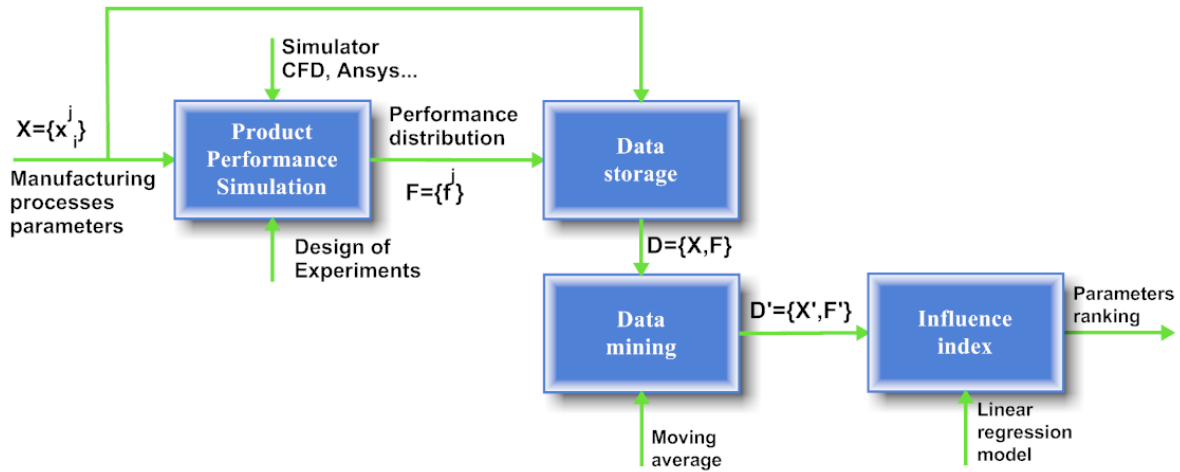 Simulator
CFD, Ansys...
X={x_i^j}
Manufacturing
processes
parameters
Product
Performance
Simulation
Performance
distribution
F={f^j}
Data
storage
Design of
Experiments
D={X,F}
Data
mining
D'={X',F'}
Influence
index
Parameters
ranking
Moving
average
Linear
regression
model